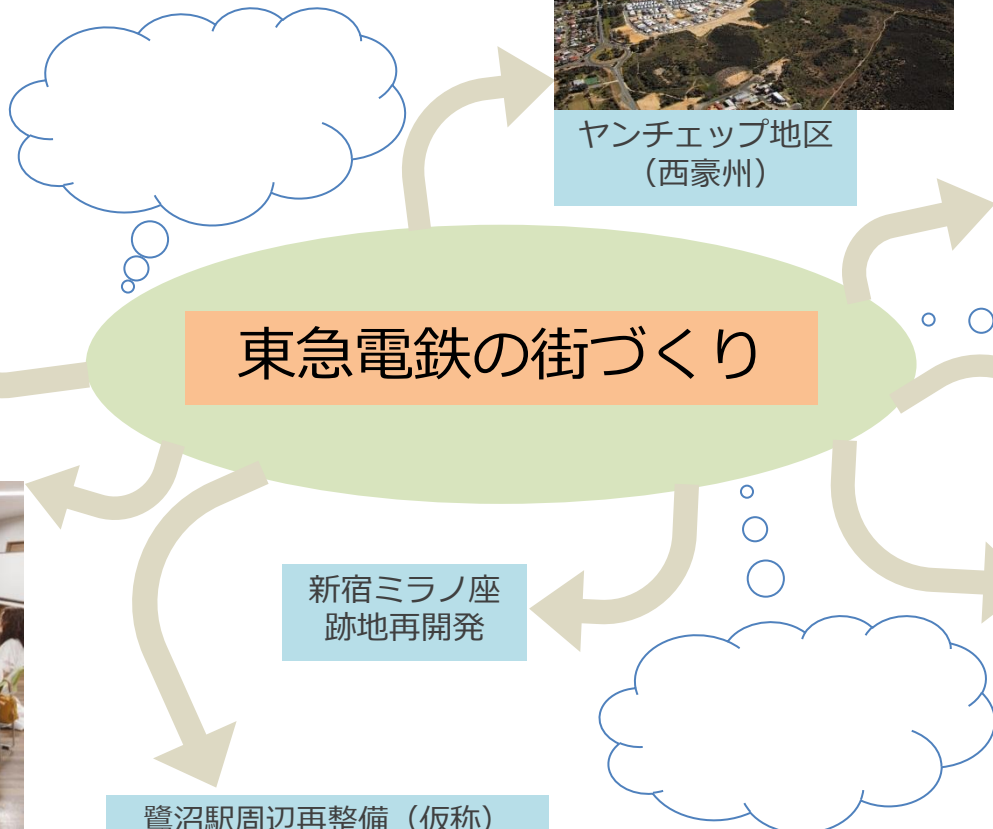 ヤンチェップ地区
（西豪州）
東急電鉄の街づくり
新宿ミラノ座
跡地再開発
鷺沼駅周辺再整備（仮称）